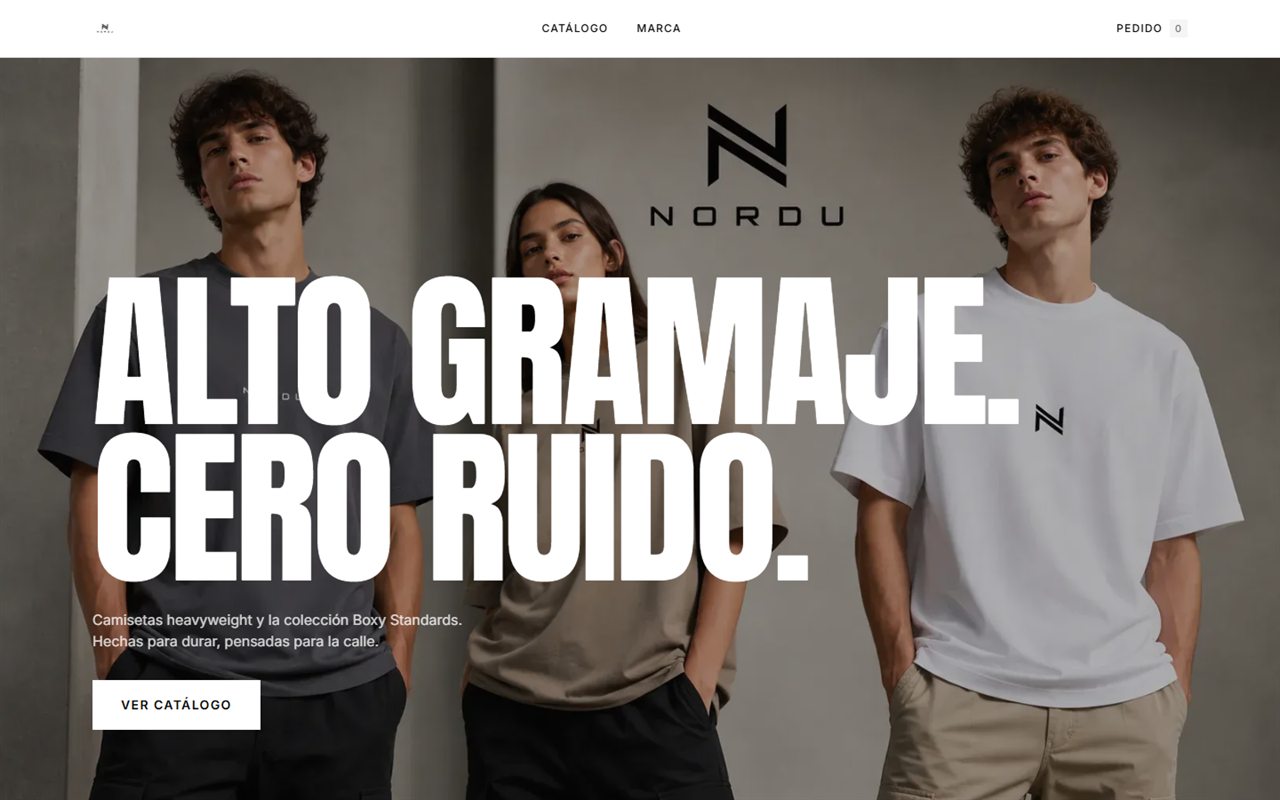 CATÁLOGO MARCA PEDIDO 0
NORDU
ALTO GRAMAJE.
CERO RUIDO.
Camisetas heavyweight y la colección Boxy Standards.
Hechas para durar, pensadas para la calle.
VER CATÁLOGO